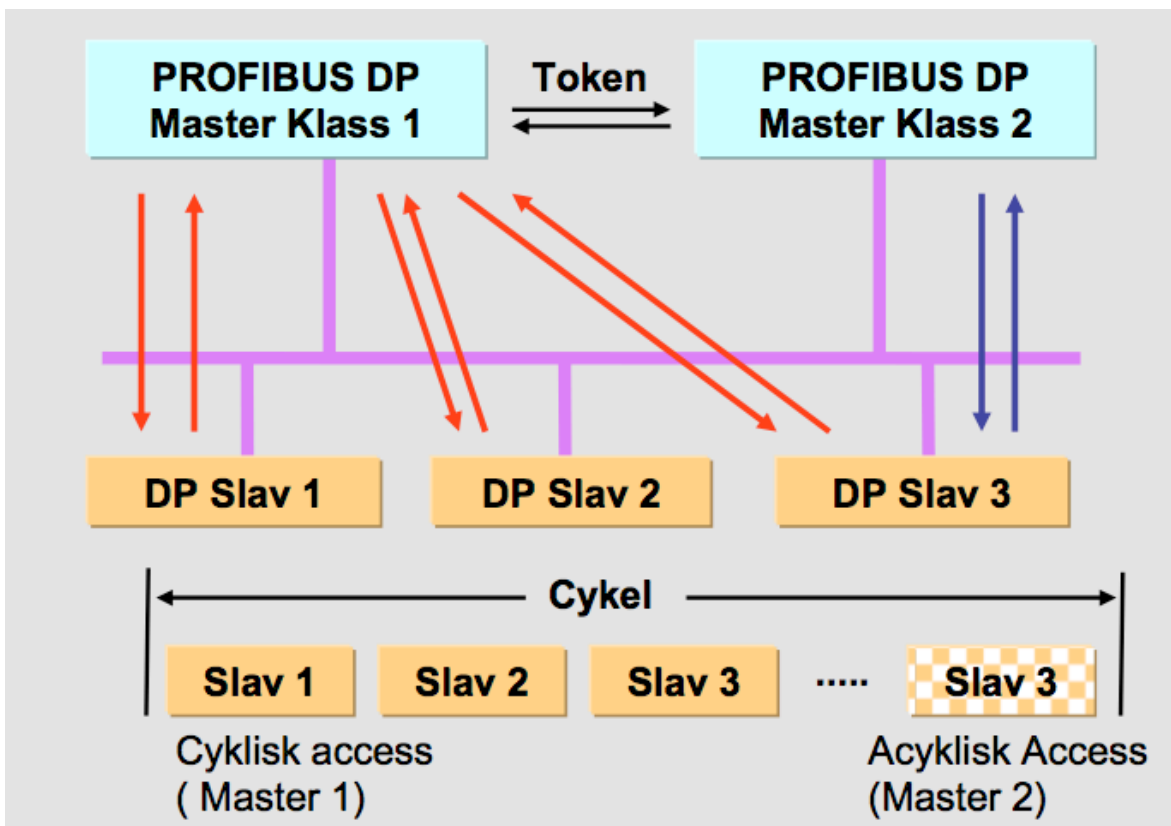 PROFIBUS DP
Master Klass 1
Token
PROFIBUS DP
Master Klass 2
DP Slav 1
DP Slav 2
DP Slav 3
Cykel
Slav 1
Slav 2
Slav 3
.....
Slav 3
Cyklisk access
( Master 1)
Acyklisk Access
(Master 2)